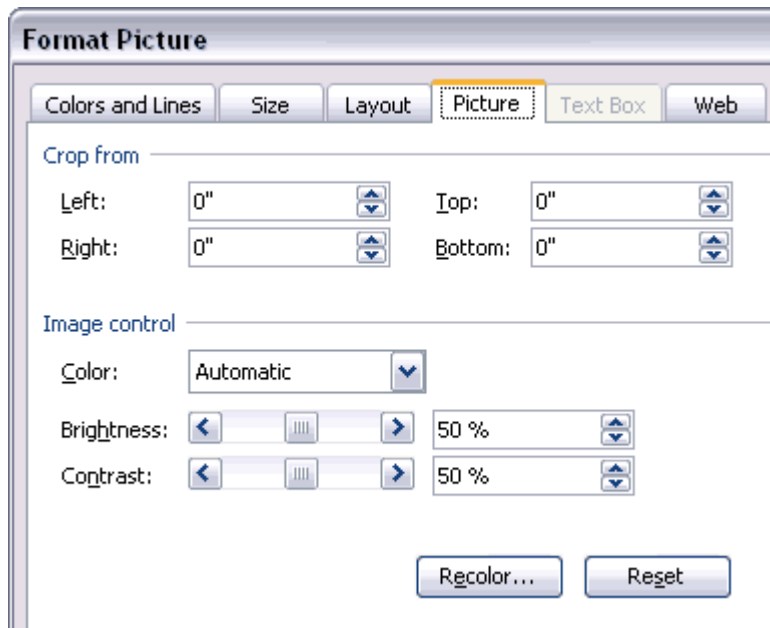 Format Picture
Colors and Lines Size Layout Picture Text Box Web
Crop from
Left: 0" Top: 0"
Right: 0" Bottom: 0"
Image control
Color: Automatic
Brightness: 50 %
Contrast: 50 %
Recolor... Reset